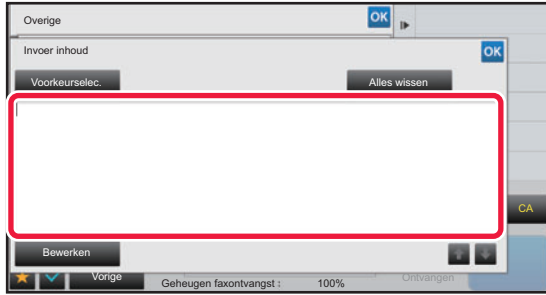 Overige
OK
Invoer inhoud
OK
Voorkeurselec.
Alles wissen
CA
Bewerken
Vorige
Geheugen faxontvangst : 100%
Ontvangen